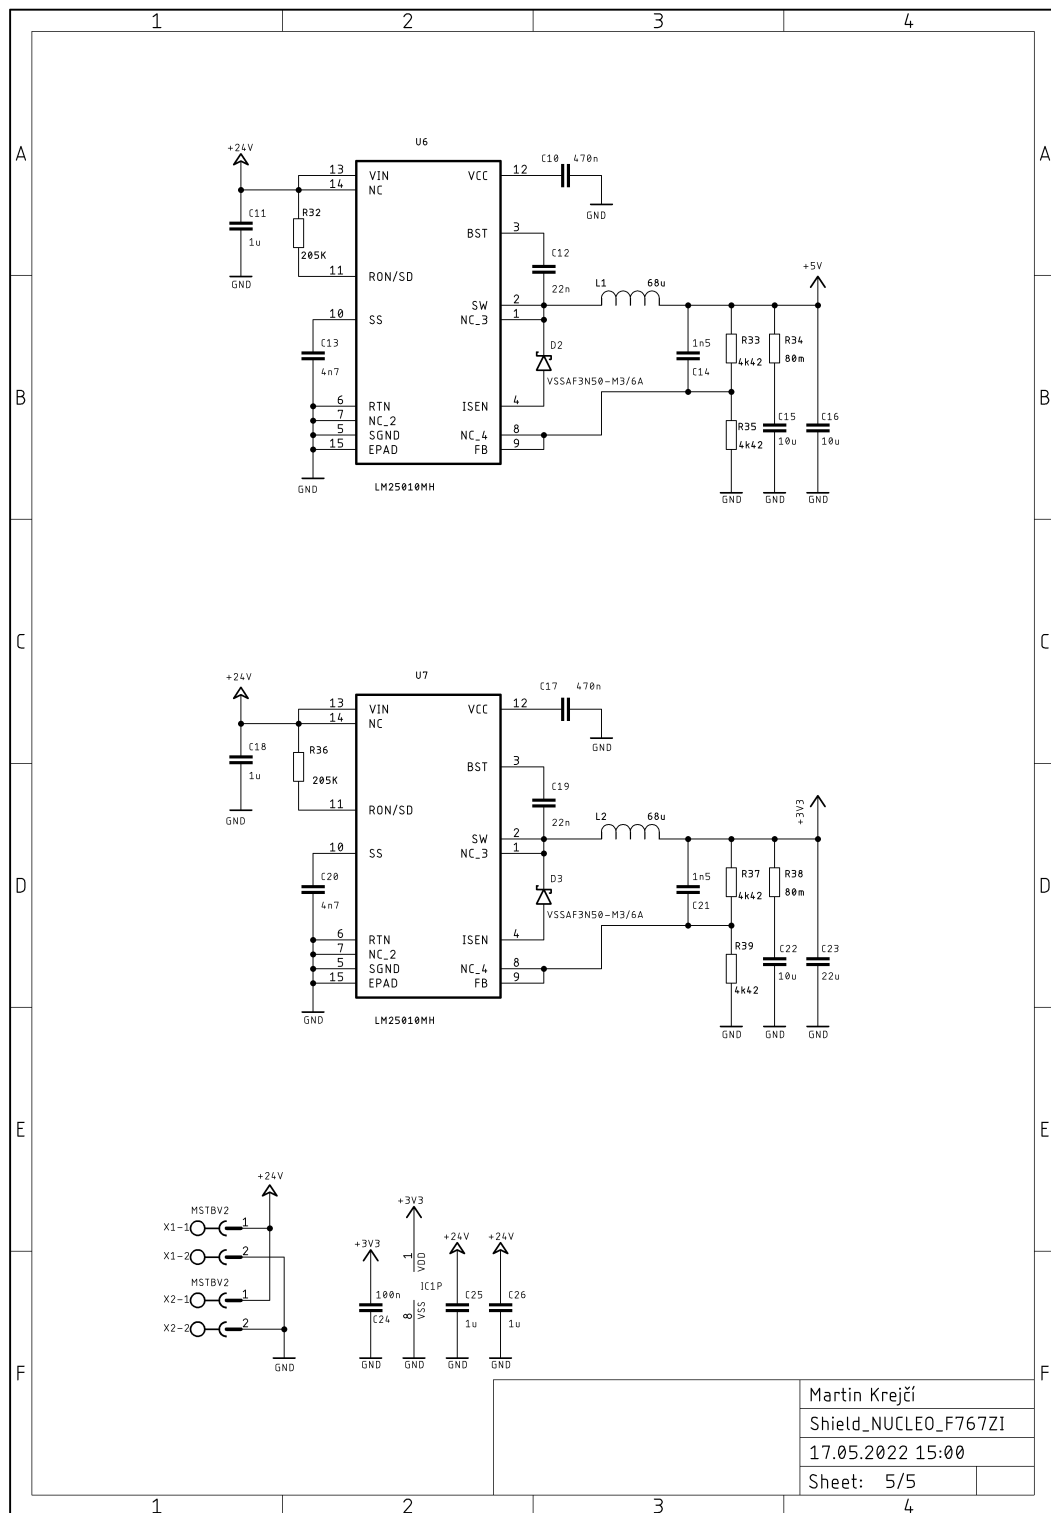 1 2 3 4
A A
U6
+24V
C10 470n
13 VIN VCC 12
14 NC
C11 R32
GND
1u
BST 3
205K
C12
11 RON/SD
+5V
GND
22n
L1 68u
SW 2
10 SS NC_3 1
C13
D2
1n5 R33 R34
4k42 80m
VSSAF3N50-M3/6A
C14
4n7
B B
6 RTN ISEN 4
7 NC_2
C15 C16
R35
5 SGND NC_4 8
4k42 10u 10u
15 EPAD FB 9
GND
LM25010MH
GND GND GND
C C
U7
+24V
C17 470n
13 VIN VCC 12
14 NC
C18 R36
GND
1u
BST 3
205K
C19
11 RON/SD
+3V3
GND
22n
L2 68u
SW 2
10 SS NC_3 1
C20
D3
1n5 R37 R38
4k42 80m
D D
VSSAF3N50-M3/6A
C21
4n7
6 RTN ISEN 4
R39
7 NC_2
C22 C23
5 SGND NC_4 8
10u 22u
15 EPAD FB 9
4k42
GND
LM25010MH
GND GND GND
E E
+24V
MSTBV2
X1-1 1
+3V3
+3V3
+24V +24V
X1-2 2
1 VDD
MSTBV2
X2-1 1
IC1P
100n
C24
C25 C26
8 VSS
1u 1u
X2-2 2
GND
GND GND GND GND
F F
Martin Krejčí
Shield_NUCLEO_F767ZI
17.05.2022 15:00
Sheet: 5/5
1 2 3 4